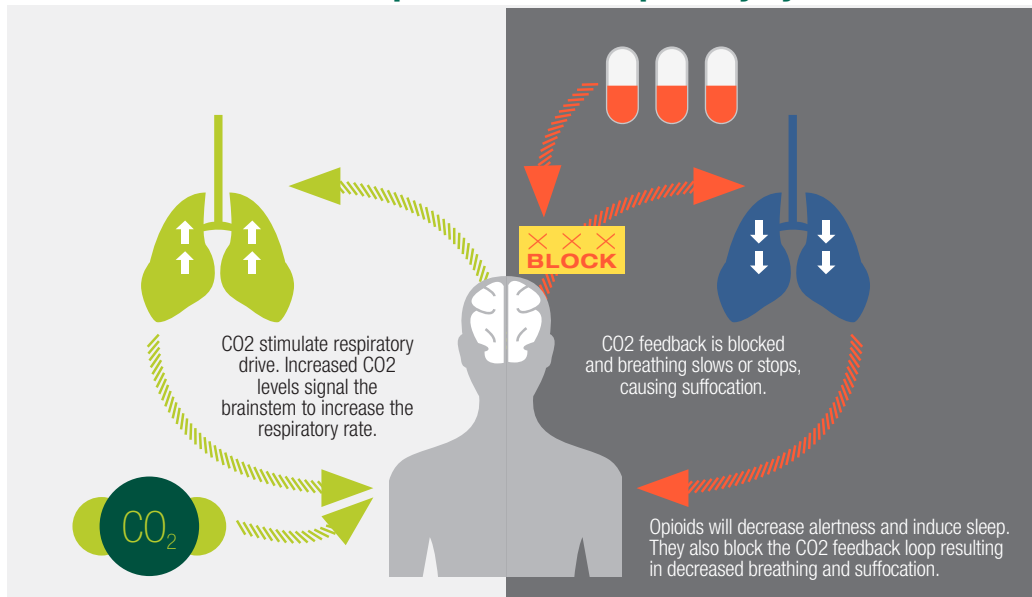 BLOCK
CO2 stimulate respiratory
drive. Increased CO2
levels signal the
brainstem to increase the
respiratory rate.
CO2 feedback is blocked
and breathing slows or stops,
causing suffocation.
CO₂
Opioids will decrease alertness and induce sleep.
They also block the CO2 feedback loop resulting
in decreased breathing and suffocation.